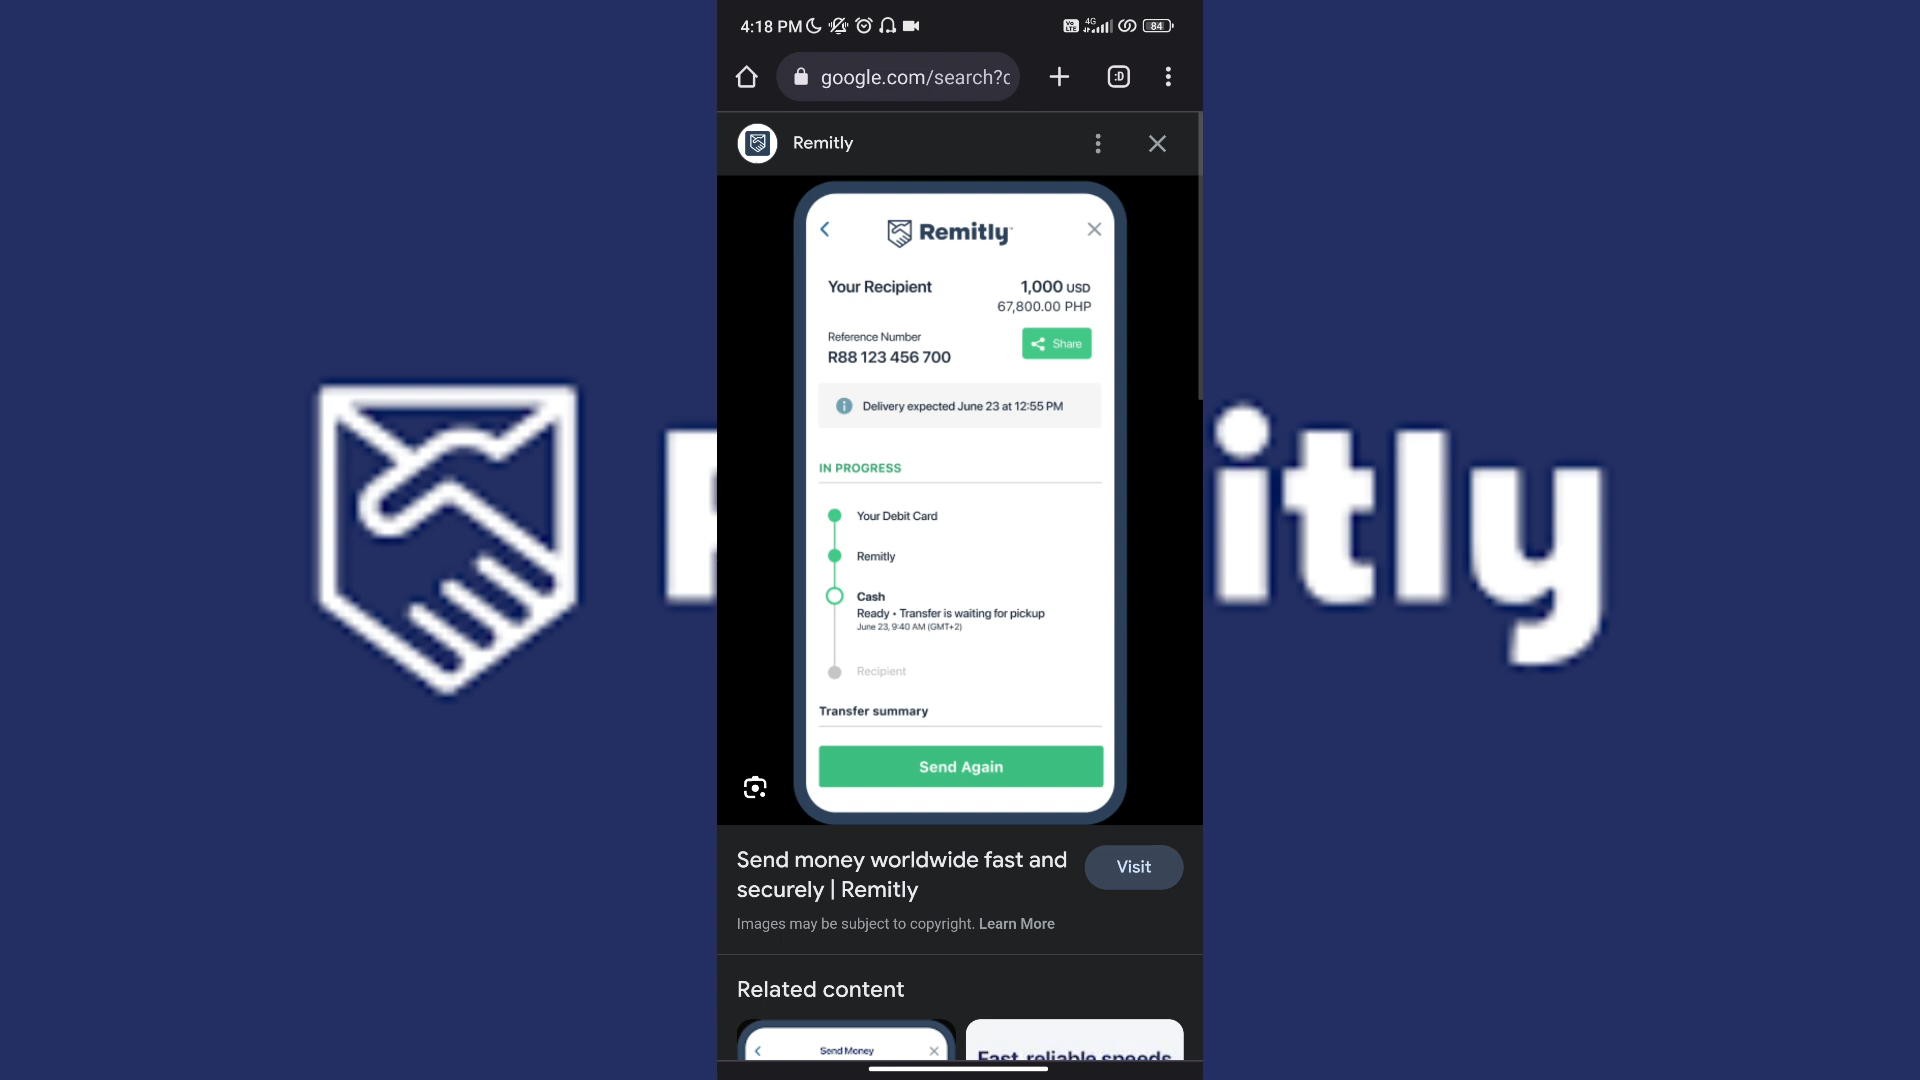 4:18 PM
4G
84
google.com/search?c
:D
Remitly
Remitly
Your Recipient
1,000 USD
67,800.00 PHP
Reference Number
R88 123 456 700
Share
Delivery expected June 23 at 12:55 PM
IN PROGRESS
Your Debit Card
Remitly
Cash
Ready • Transfer is waiting for pickup
June 23, 9:40 AM (GMT+2)
Recipient
Transfer summary
Send Again
itly
Send money worldwide fast and
securely | Remitly
Visit
Images may be subject to copyright. Learn More
Related content
Send Money
Fast, reliable speeds